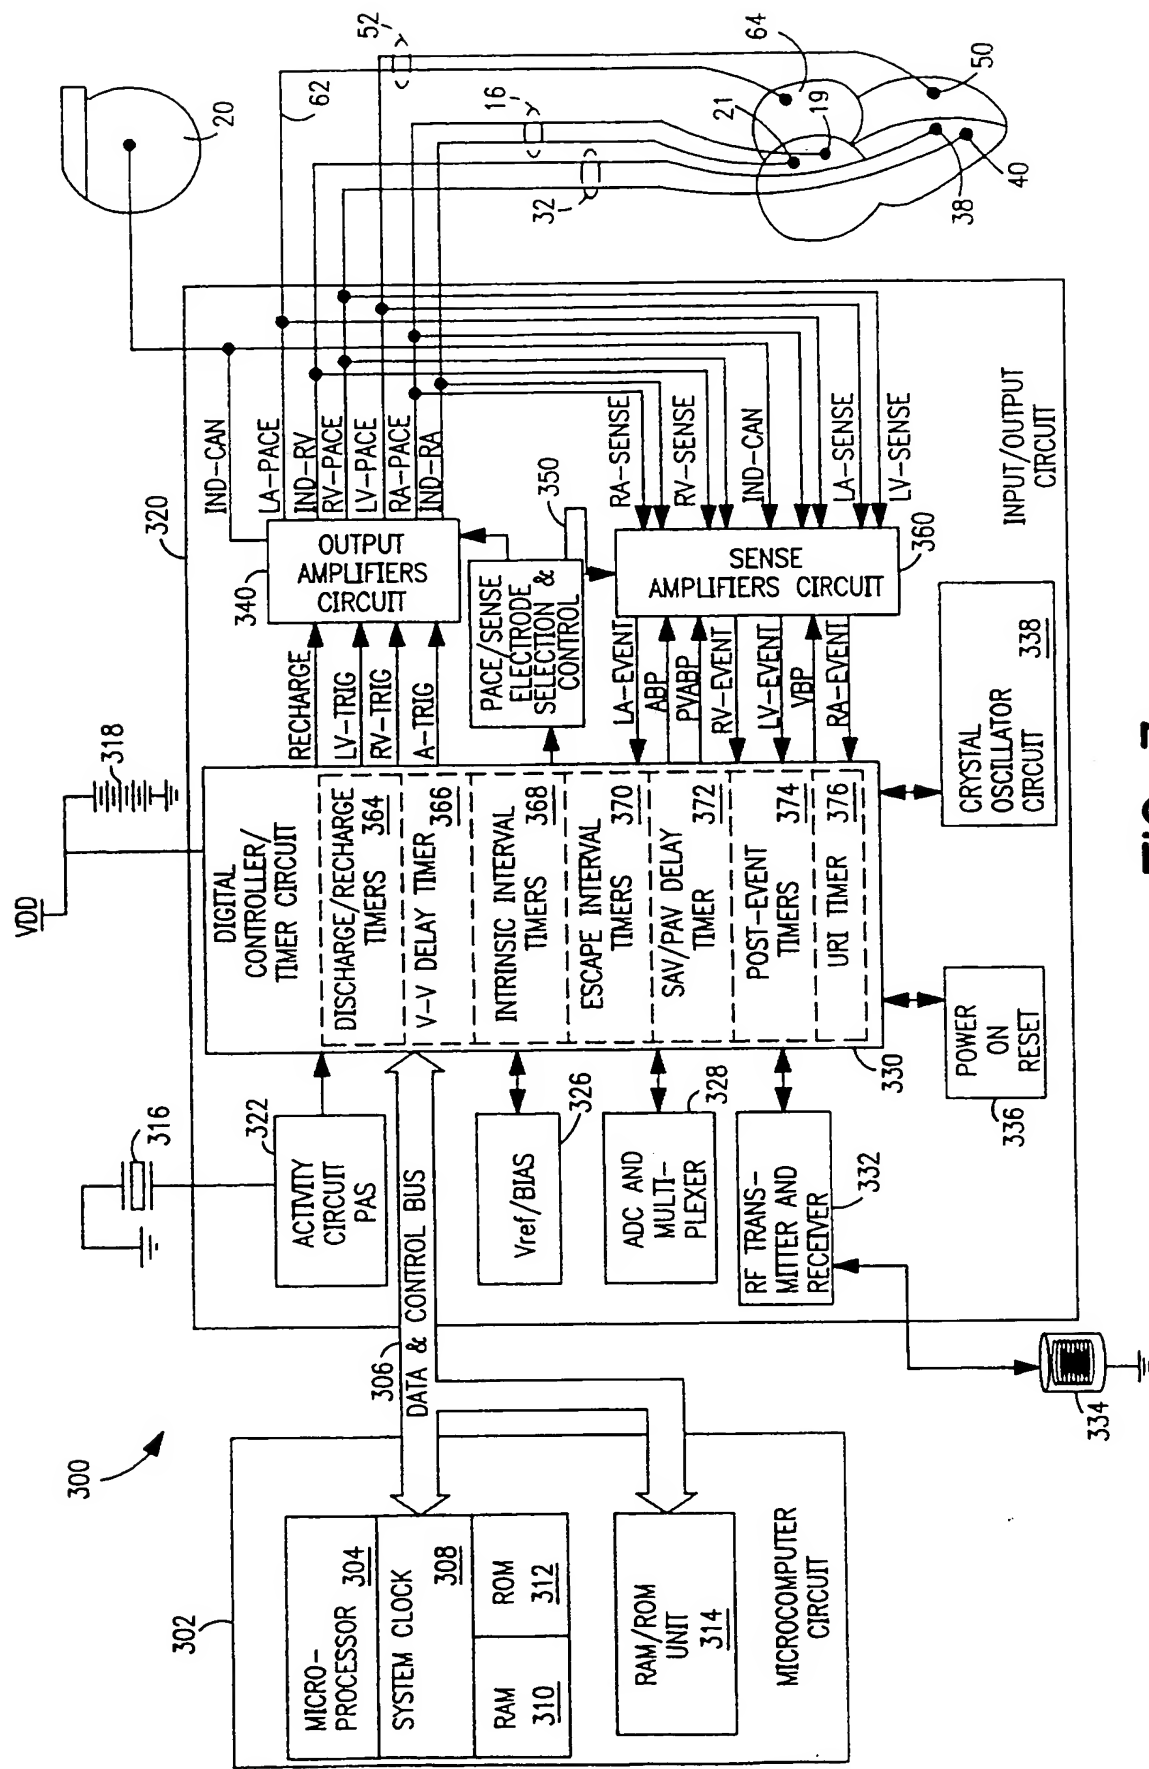 300
302
MICRO-
PROCESSOR 304
SYSTEM CLOCK
308
RAM
310
ROM
312
RAM/ROM
UNIT
314
MICROCOMPUTER
CIRCUIT
306
DATA & CONTROL BUS
316
322
ACTIVITY
CIRCUIT
PAS
Vref/BIAS
326
ADC AND
MULTI-
PLEXER
328
RF TRANS-
MITTER AND
RECEIVER
332
334
VDD
318
320
DIGITAL
CONTROLLER/
TIMER CIRCUIT
DISCHARGE/RECHARGE
TIMERS 364
V-V DELAY TIMER
366
INTRINSIC INTERVAL
TIMERS 368
ESCAPE INTERVAL
TIMERS 370
SAV/PAV DELAY
TIMER 372
POST-EVENT
TIMERS 374
URI TIMER 376
330
POWER
ON
RESET
336
CRYSTAL
OSCILLATOR
CIRCUIT 338
RECHARGE
LV-TRIG
RV-TRIG
A-TRIG
340
OUTPUT
AMPLIFIERS
CIRCUIT
PACE/SENSE
ELECTRODE
SELECTION &
CONTROL
350
LA-EVENT
ABP
PVABP
RV-EVENT
LV-EVENT
VBP
RA-EVENT
SENSE
AMPLIFIERS CIRCUIT
360
IND-CAN
LA-PACE
IND-RV
RV-PACE
LV-PACE
RA-PACE
IND-RA
RA-SENSE
RV-SENSE
IND-CAN
LA-SENSE
LV-SENSE
INPUT/OUTPUT
CIRCUIT
20
62
52
16
32
64
21
19
50
38
40